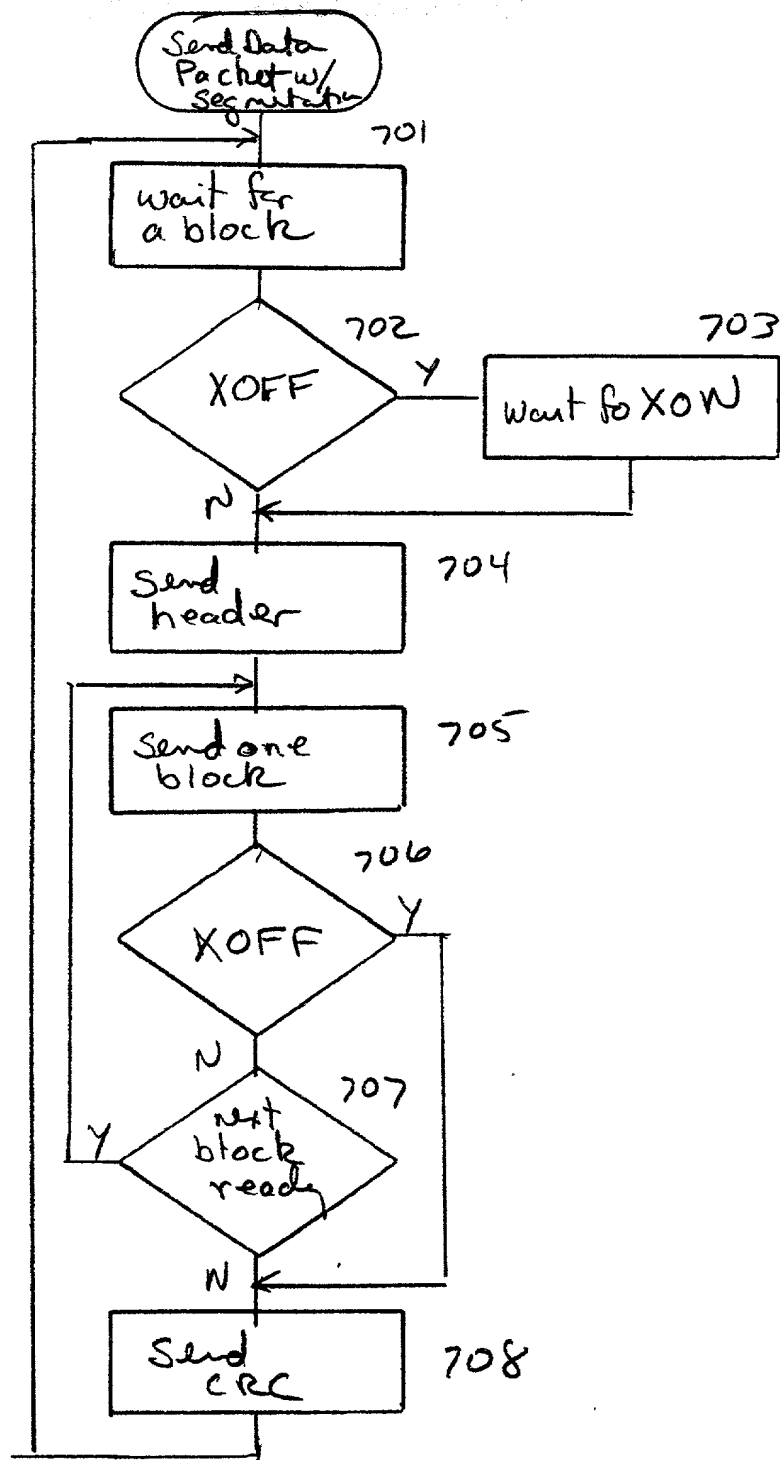 Send Data
Packet w/
Segmntation
701
wait for
a block
702
XOFF
Y
703
wait fo XON
N
704
Send
header
705
Send one
block
706
XOFF
Y
N
707
next
block
ready
Y
N
708
Send
CRC